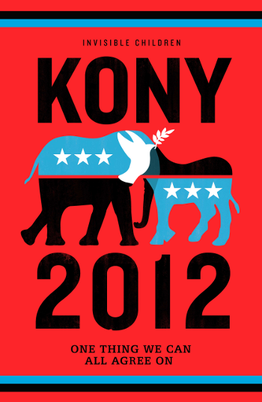 INVISIBLE CHILDREN
KONY
2012
ONE THING WE CAN
ALL AGREE ON